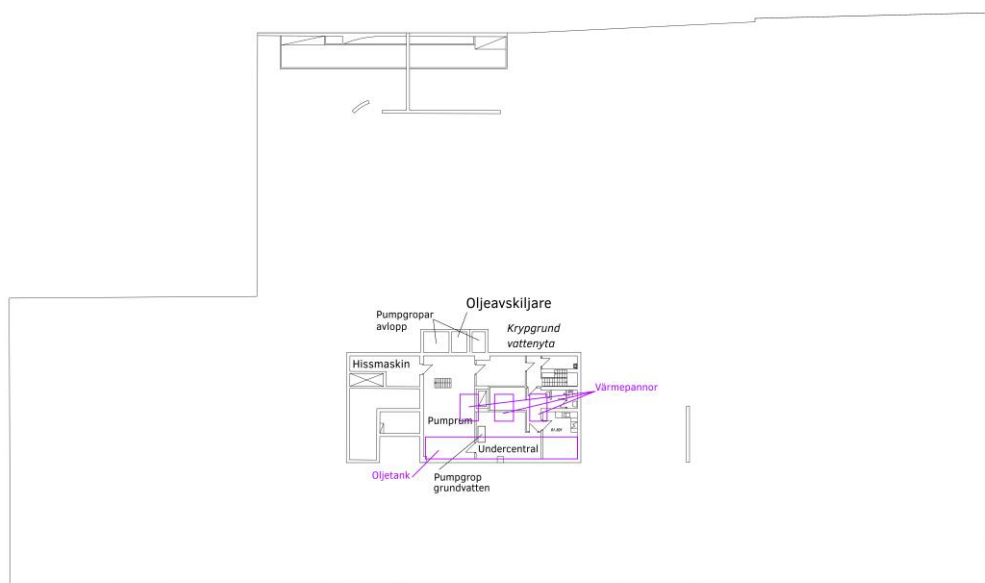 Oljeavskiljare
Pumpgropar
avlopp
Krypgrund
vattenyta
Hissmaskin
Värmepannor
Pumprum
Undercentral
Oljetank
Pumpgrop
grundvatten